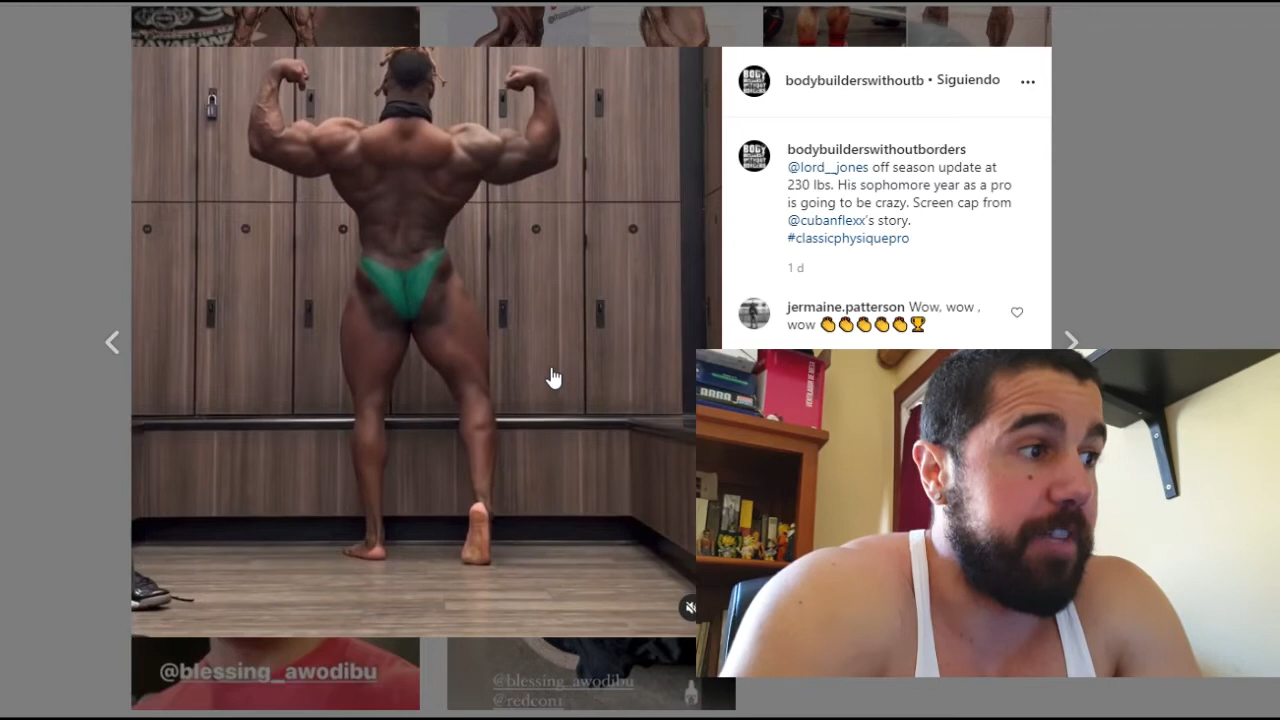 bodybuilderswithoutb • Siguiendo
bodybuilderswithoutborders
@lord__jones off season update at
230 lbs. His sophomore year as a pro
is going to be crazy. Screen cap from
@cubanflexx's story.
#classicphysiquepro
1 d
jermaine.patterson Wow, wow ,
wow 👏👏👏👏👏🏆
@blessing_awodibu
@blessing_awodibu
@redcon1